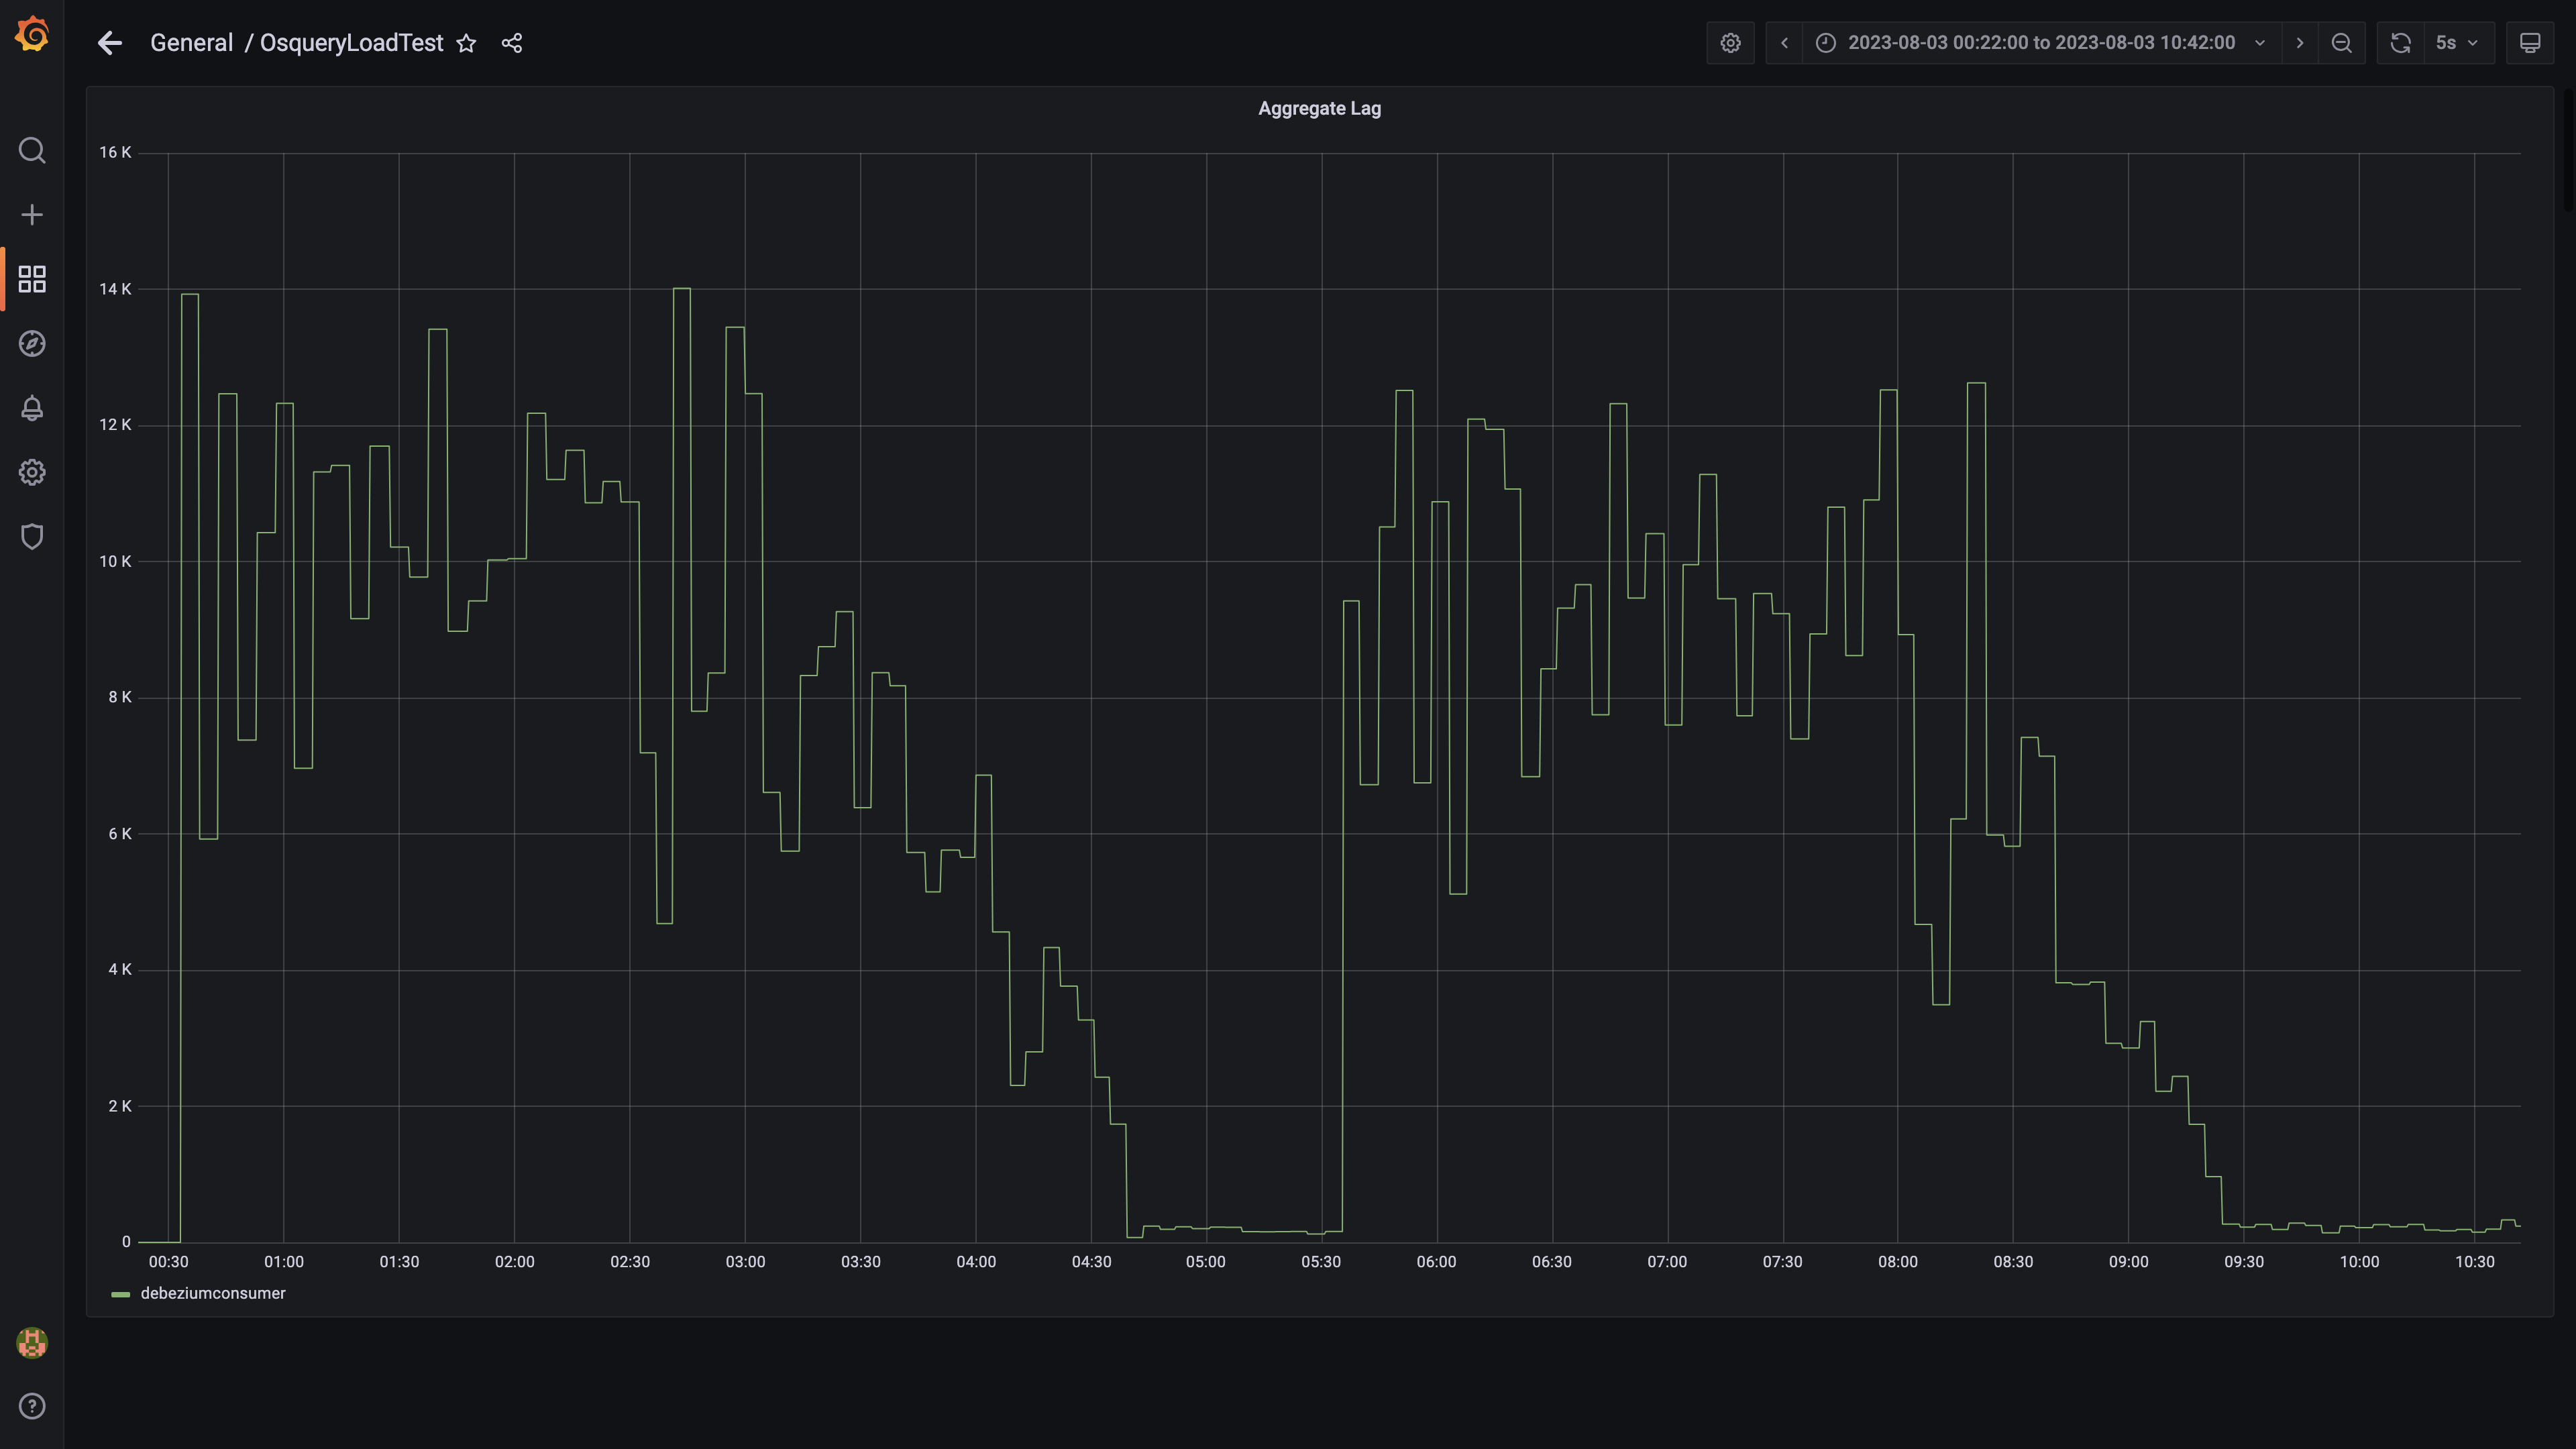 General / OsqueryLoadTest
2023-08-03 00:22:00 to 2023-08-03 10:42:00
5s
Aggregate Lag
16 K
14 K
12 K
10 K
8 K
6 K
4 K
2 K
0
00:30 01:00 01:30 02:00 02:30 03:00 03:30 04:00 04:30 05:00 05:30 06:00 06:30 07:00 07:30 08:00 08:30 09:00 09:30 10:00 10:30
debeziumconsumer